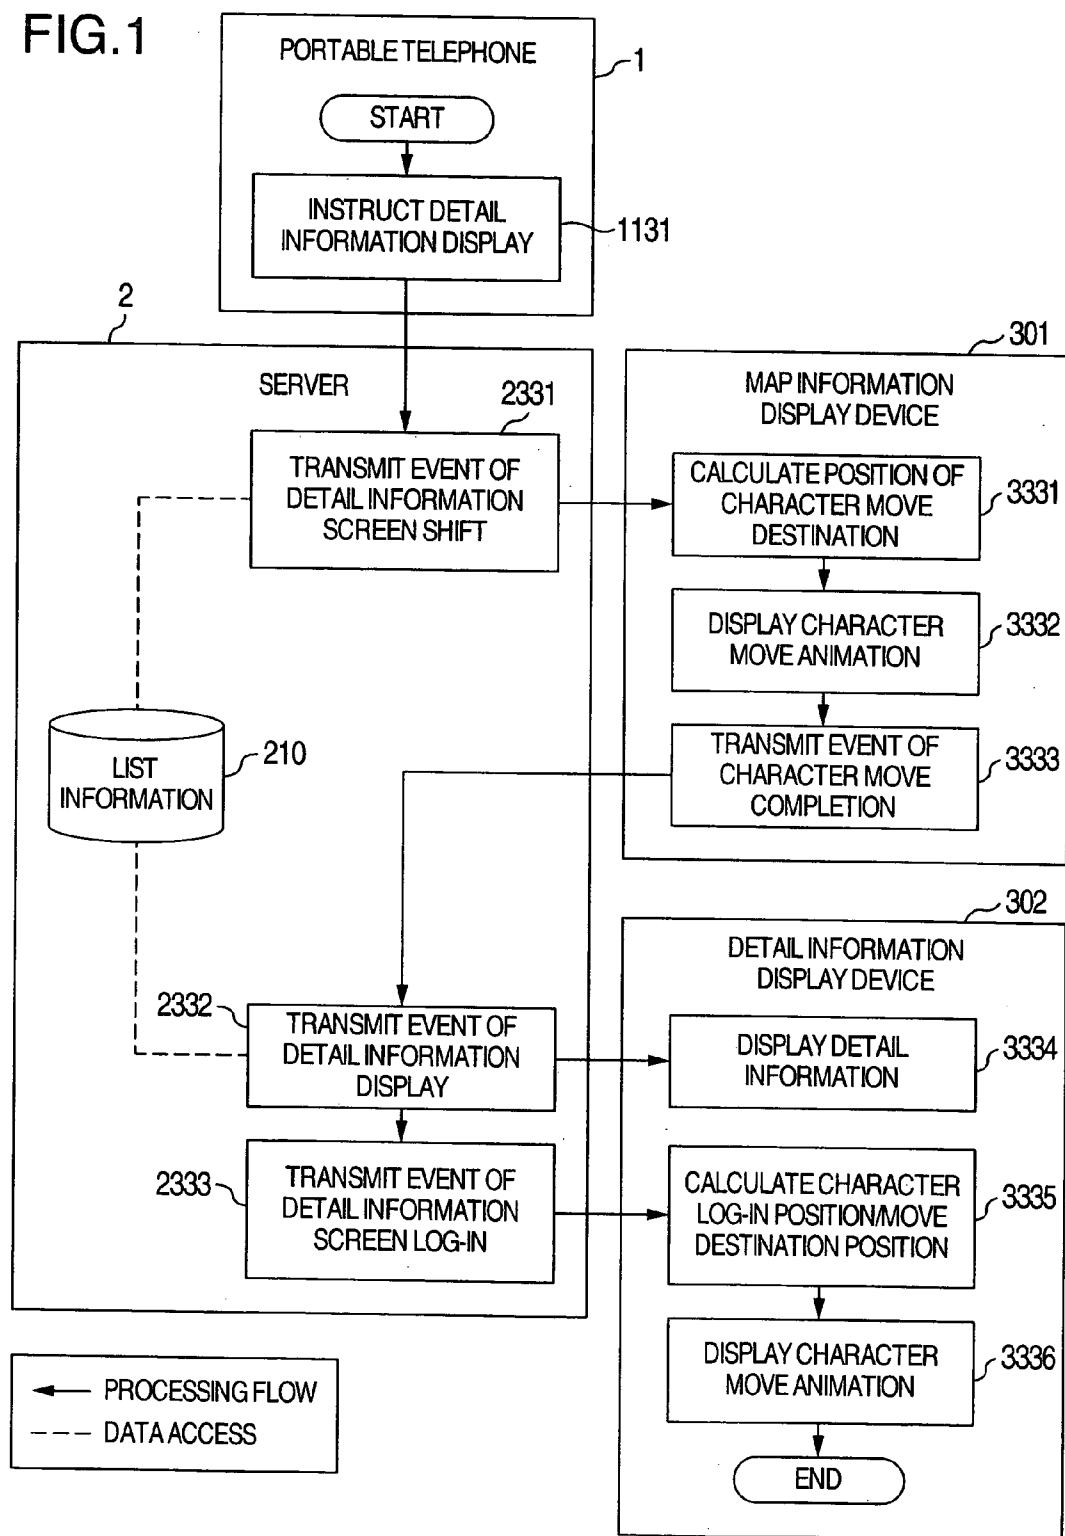 FIG.1
PORTABLE TELEPHONE
1
START
INSTRUCT DETAIL
INFORMATION DISPLAY
1131
2
SERVER
2331
TRANSMIT EVENT OF
DETAIL INFORMATION
SCREEN SHIFT
301
MAP INFORMATION
DISPLAY DEVICE
CALCULATE POSITION OF
CHARACTER MOVE
DESTINATION
3331
DISPLAY CHARACTER
MOVE ANIMATION
3332
TRANSMIT EVENT OF
CHARACTER MOVE
COMPLETION
3333
LIST
INFORMATION
210
302
DETAIL INFORMATION
DISPLAY DEVICE
2332
TRANSMIT EVENT OF
DETAIL INFORMATION
DISPLAY
DISPLAY DETAIL
INFORMATION
3334
2333
TRANSMIT EVENT OF
DETAIL INFORMATION
SCREEN LOG-IN
CALCULATE CHARACTER
LOG-IN POSITION/MOVE
DESTINATION POSITION
3335
DISPLAY CHARACTER
MOVE ANIMATION
3336
END
PROCESSING FLOW
DATA ACCESS